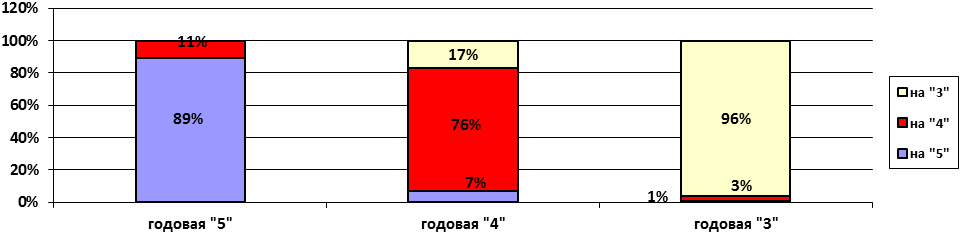 120%
100%
80%
60%
40%
20%
0%
11%
89%
17%
76%
7%
96%
3%
1%
годовая "5"
годовая "4"
годовая "3"
на "3"
на "4"
на "5"